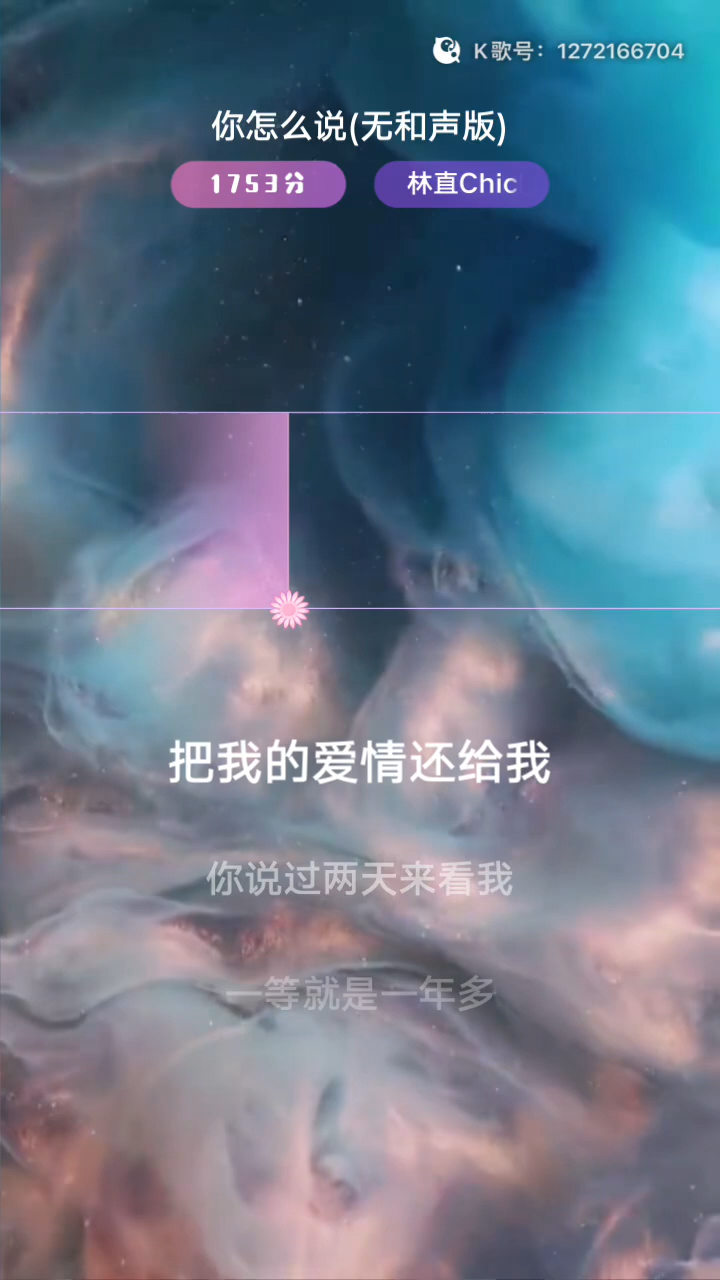 K歌号：1272166704
你怎么说(无和声版)
1753分
林直Chic
把我的爱情还给我
你说过两天来看我
一等就是一年多